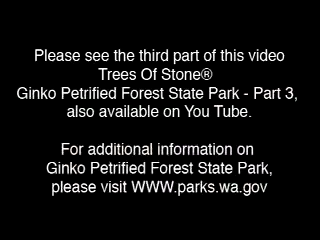 Please see the third part of this video
Trees Of Stone®
Ginko Petrified Forest State Park - Part 3,
also available on You Tube.
For additional information on
Ginko Petrified Forest State Park,
please visit WWW.parks.wa.gov